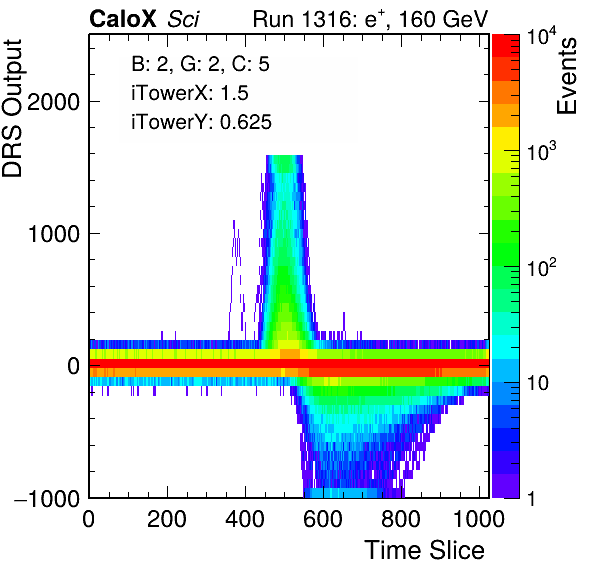 CaloX Sci Run 1316: e⁺, 160 GeV
B: 2, G: 2, C: 5
iTowerX: 1.5
iTowerY: 0.625
DRS Output
2000
1000
0
−1000
0 200 400 600 800 1000
Time Slice
Events
10⁴
10³
10²
10
1